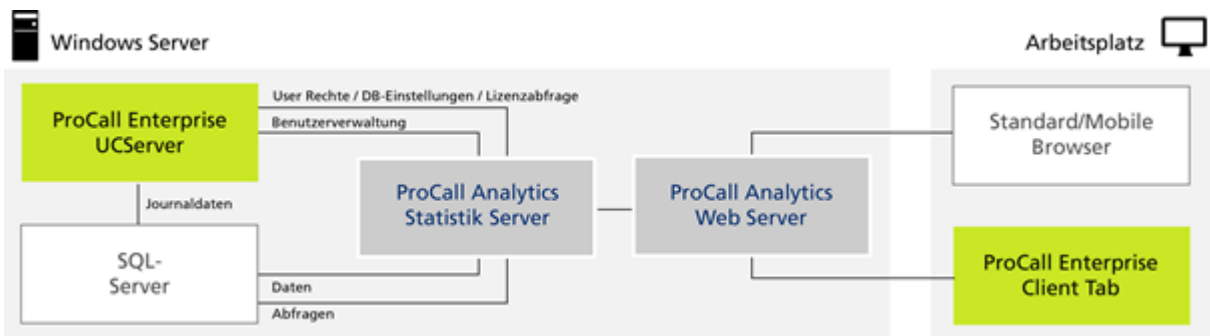 Windows Server
Arbeitsplatz
User Rechte / DB-Einstellungen / Lizenzabfrage
ProCall Enterprise
UCServer
Benutzerverwaltung
Standard/Mobile
Browser
ProCall Analytics
Statistik Server
ProCall Analytics
Web Server
Journaldaten
SQL-
Server
ProCall Enterprise
Client Tab
Daten
Abfragen